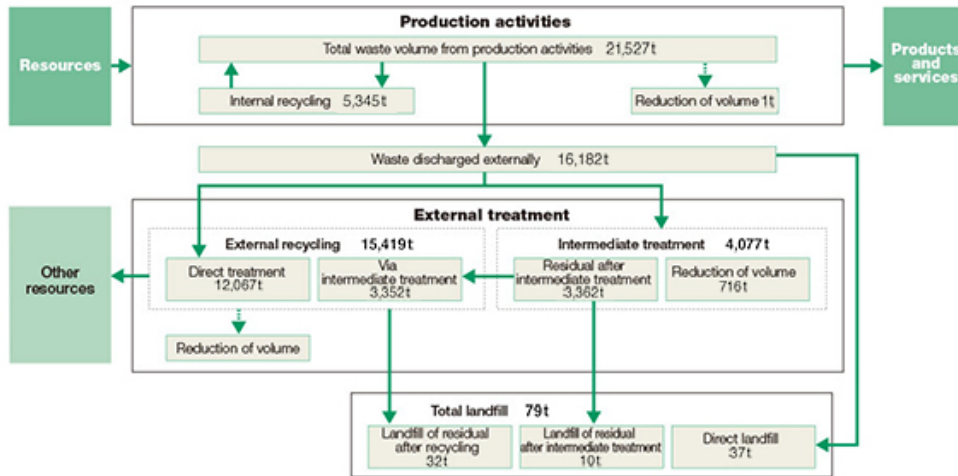 Production activities
Total waste volume from production activities 21,527t
Resources
Products
and
services
Internal recycling 5,345t
Reduction of volume 1t
Waste discharged externally 16,182t
External treatment
External recycling 15,419t
Intermediate treatment 4,077t
Other
resources
Direct treatment
12,067t
Via
intermediate treatment
3,352t
Residual after
intermediate treatment
3,362t
Reduction of volume
716t
Reduction of volume
Total landfill 79t
Landfill of residual
after recycling
32t
Landfill of residual
after intermediate treatment
10t
Direct landfill
37t